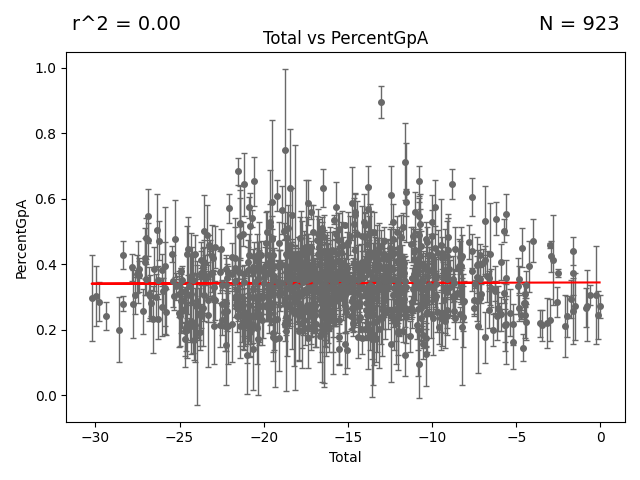 r^2 = 0.00
N = 923
Total vs PercentGpA
PercentGpA
1.0
0.8
0.6
0.4
0.2
0.0
−30
−25
−20
−15
−10
−5
0
Total